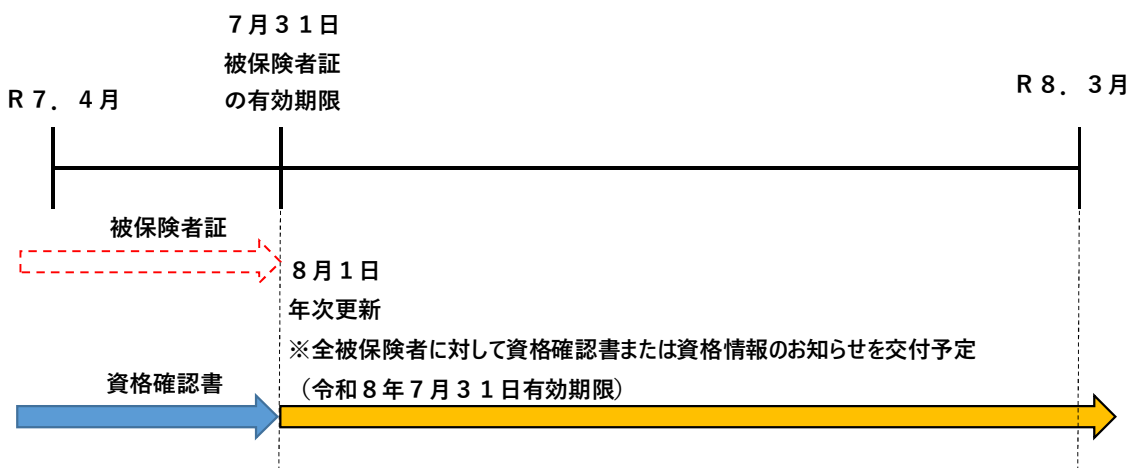 ７月３１日
被保険者証
の有効期限
Ｒ７．４月
Ｒ８．３月
被保険者証
８月１日
年次更新
※全被保険者に対して資格確認書または資格情報のお知らせを交付予定
（令和８年７月３１日有効期限）
資格確認書